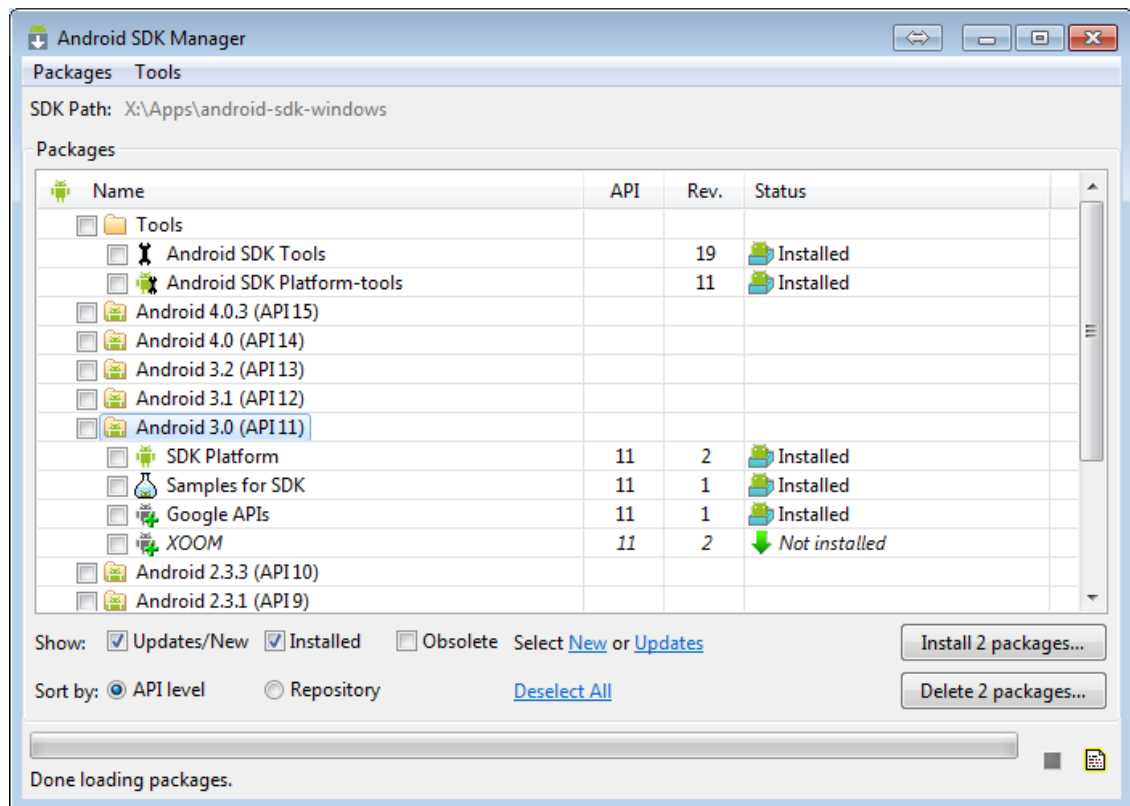 Android SDK Manager
Packages Tools
SDK Path: X:\Apps\android-sdk-windows
Packages
Name API Rev. Status
Tools
Android SDK Tools 19 Installed
Android SDK Platform-tools 11 Installed
Android 4.0.3 (API 15)
Android 4.0 (API 14)
Android 3.2 (API 13)
Android 3.1 (API 12)
Android 3.0 (API 11)
SDK Platform 11 2 Installed
Samples for SDK 11 1 Installed
Google APIs 11 1 Installed
XOOM 11 2 Not installed
Android 2.3.3 (API 10)
Android 2.3.1 (API 9)
Show: Updates/New Installed Obsolete Select New or Updates Install 2 packages...
Sort by: API level Repository Deselect All Delete 2 packages...
Done loading packages.